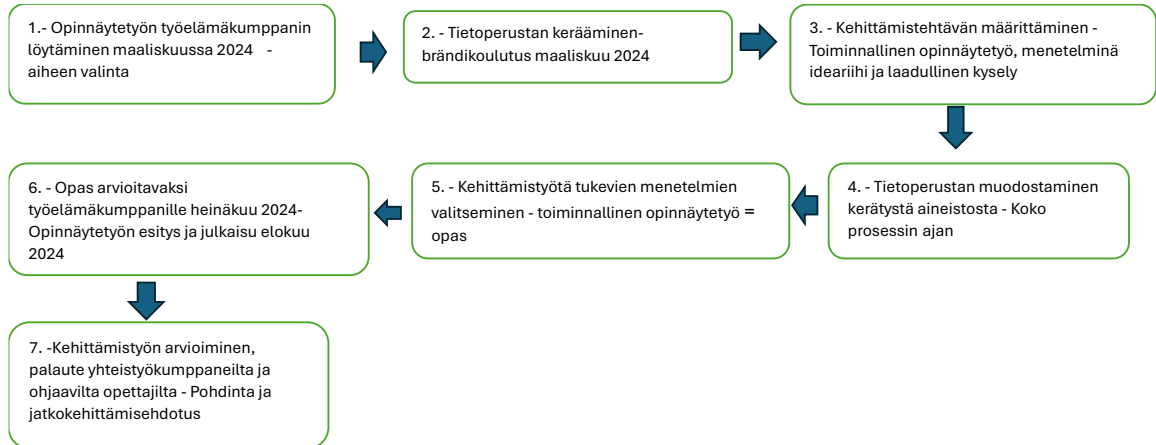 1.- Opinnäytetyön työelämäkumppanin
löytäminen maaliskuussa 2024 -
aiheen valinta
2. - Tietoperustan kerääminen-
brändikoulutus maaliskuu 2024
3. - Kehittämistehtävän määrittäminen -
Toiminnallinen opinnäytetyö, menetelminä
ideariihi ja laadullinen kysely
4. - Tietoperustan muodostaminen
kerätystä aineistosta - Koko
prosessin ajan
5. - Kehittämistyötä tukevien menetelmien
valitseminen - toiminnallinen opinnäytetyö =
opas
6. - Opas arvioitavaksi
työelämäkumppanille heinäkuu 2024-
Opinnäytetyön esitys ja julkaisu elokuu
2024
7. -Kehittämistyön arvioiminen,
palaute yhteistyökumppaneilta ja
ohjaavilta opettajilta - Pohdinta ja
jatkokehittämisehdotus